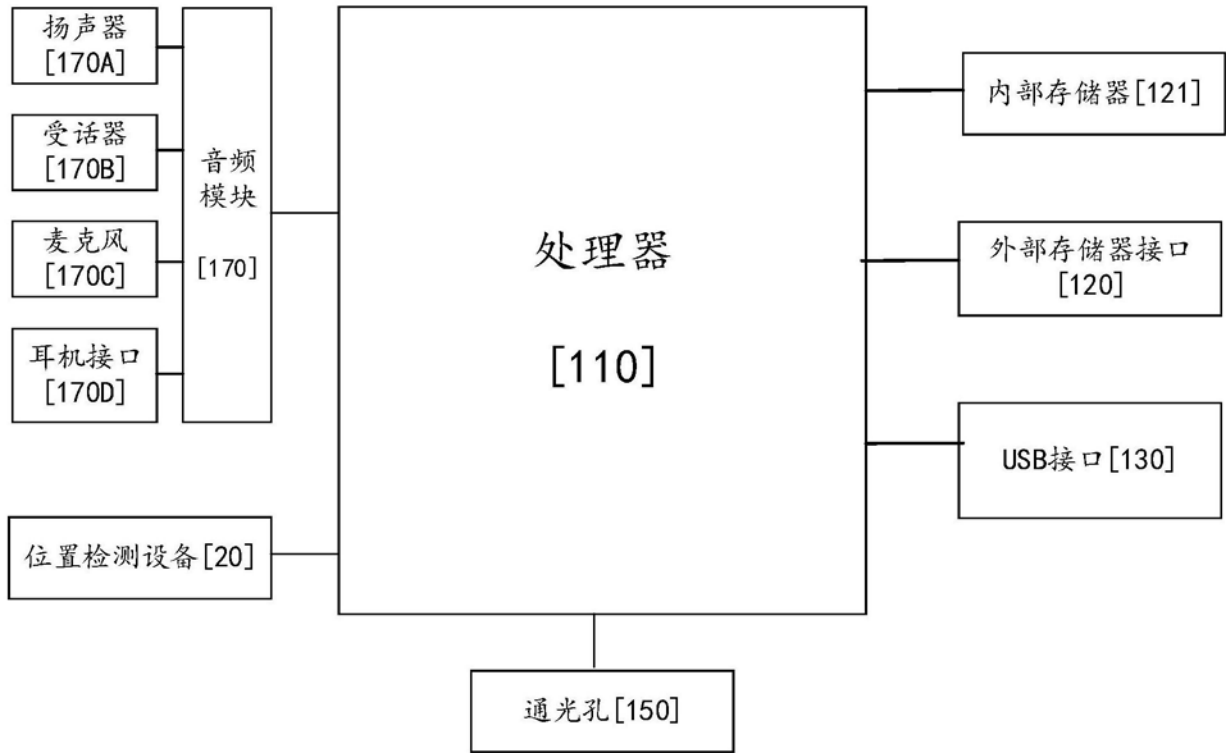 扬声器
[170A]
受话器
[170B]
麦克风
[170C]
耳机接口
[170D]
音频
模块
[170]
位置检测设备[20]
处理器
[110]
通光孔[150]
内部存储器[121]
外部存储器接口
[120]
USB接口[130]